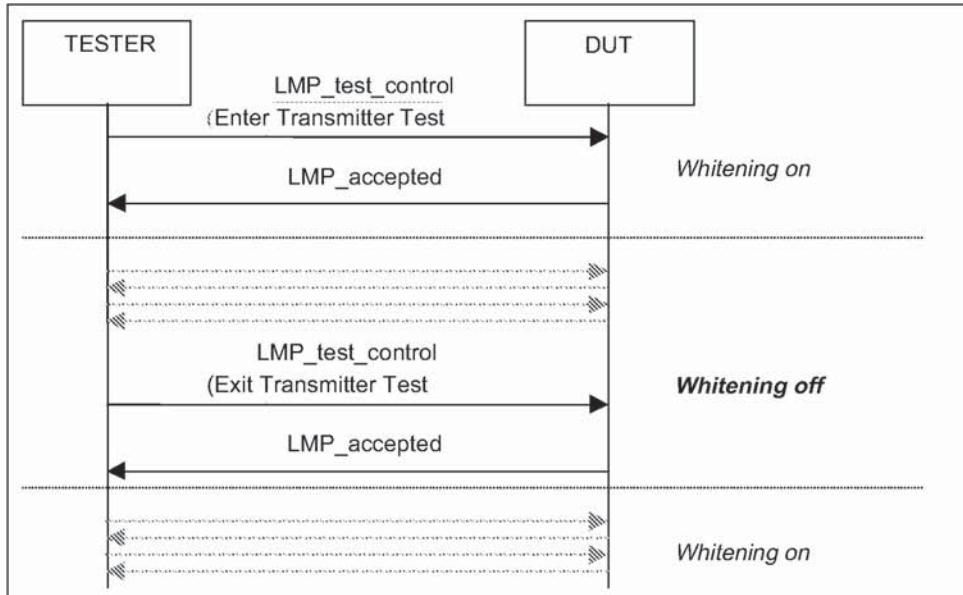 TESTER
DUT
LMP_test_control
(Enter Transmitter Test
Whitening on
LMP_accepted
LMP_test_control
(Exit Transmitter Test
Whitening off
LMP_accepted
Whitening on